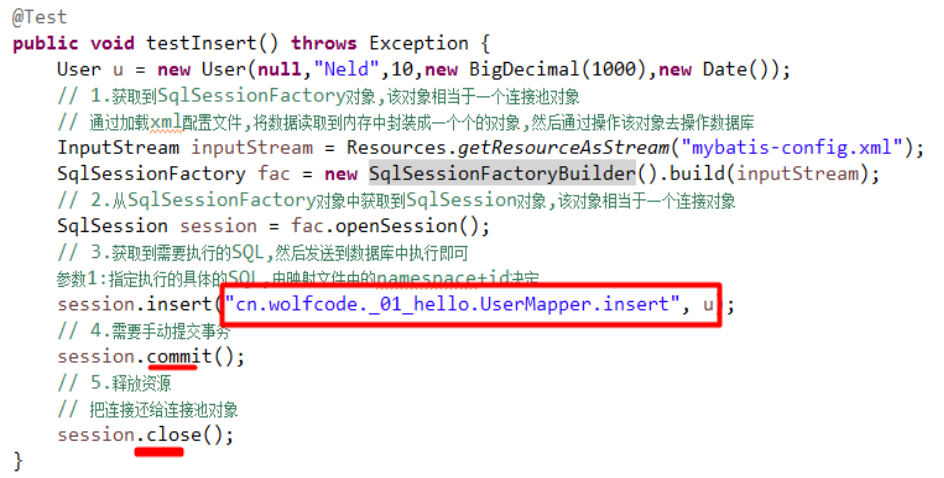 @Test
public void testInsert() throws Exception {
    User u = new User(null,"Neld",10,new BigDecimal(1000),new Date());
    // 1.获取到SqlSessionFactory对象,该对象相当于一个连接池对象
    // 通过加载xml配置文件,将数据读取到内存中封装成一个个的对象,然后通过操作该对象去操作数据库
    InputStream inputStream = Resources.getResourceAsStream("mybatis-config.xml");
    SqlSessionFactory fac = new SqlSessionFactoryBuilder().build(inputStream);
    // 2.从SqlSessionFactory对象中获取到SqlSession对象,该对象相当于一个连接对象
    SqlSession session = fac.openSession();
    // 3.获取到需要执行的SQL,然后发送到数据库中执行即可
    参数1:指定执行的具体的SQL,由映射文件中的namespace+id决定
    session.insert("cn.wolfcode._01_hello.UserMapper.insert", u);
    // 4.需要手动提交事务
    session.commit();
    // 5.释放资源
    // 把连接还给连接池对象
    session.close();
}